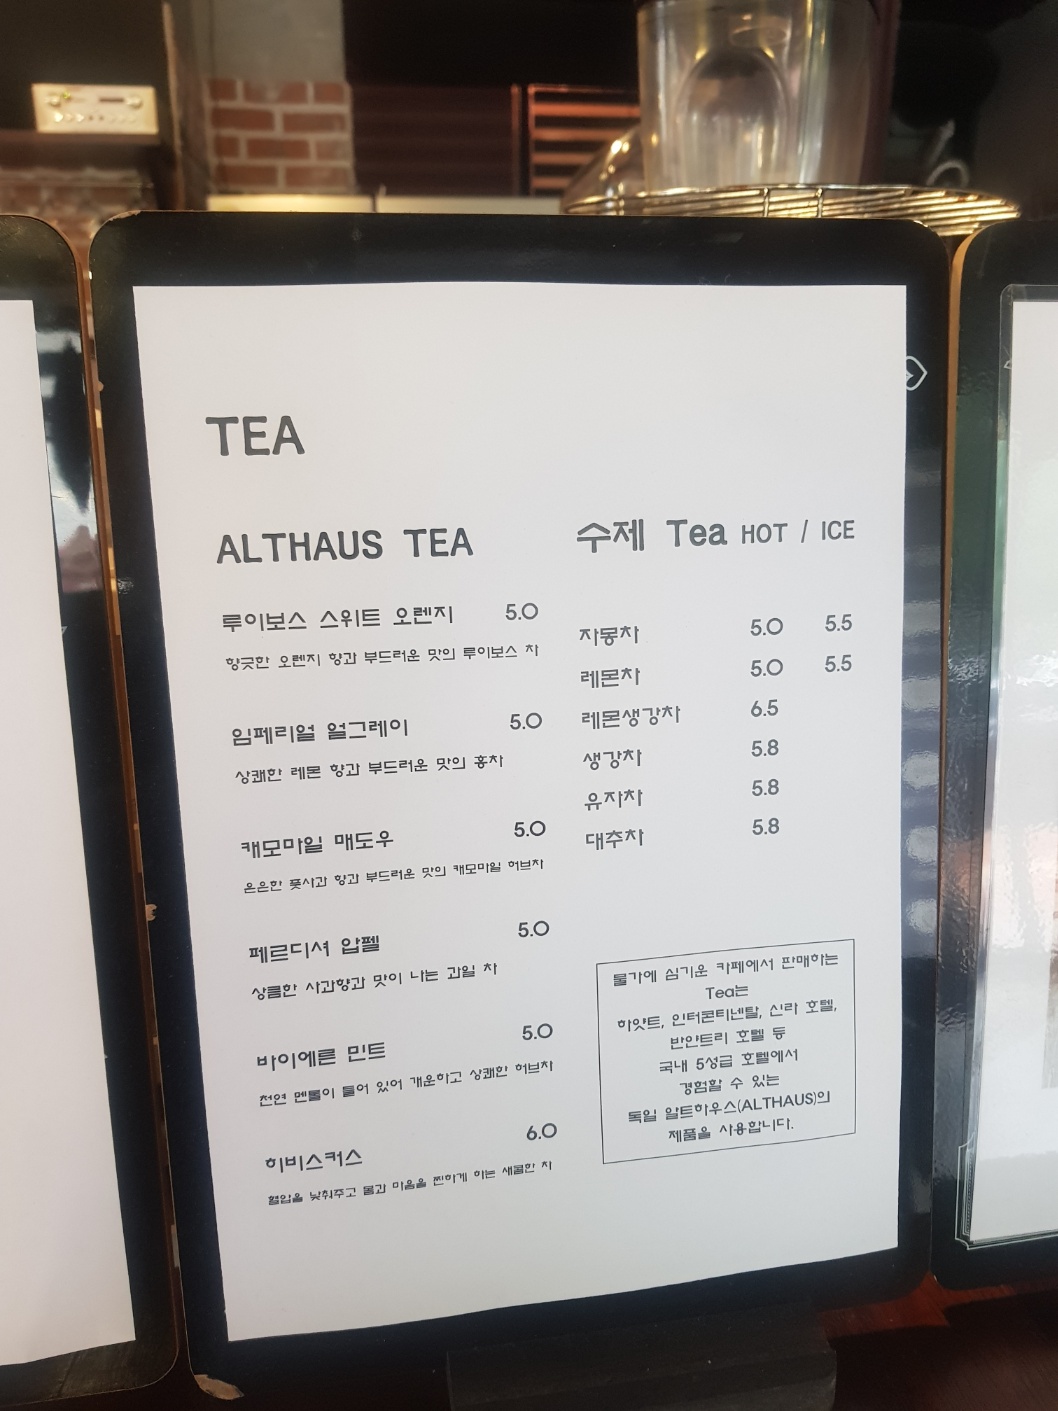 TEA
ALTHAUS TEA
루이보스 스위트 오렌지 5.0
향긋한 오렌지 향과 부드러운 맛의 루이보스 차
임페리얼 얼그레이 5.0
상쾌한 레몬 향과 부드러운 맛의 홍차
캐모마일 매도우 5.0
은은한 풋사과 향과 부드러운 맛의 캐모마일 허브차
페르디셔 압펠 5.0
상큼한 사과향과 맛이 나는 과일 차
바이에른 민트 5.0
천연 멘톨이 들어 있어 개운하고 상쾌한 허브차
히비스커스 6.0
혈압을 낮춰주고 몸과 마음을 찐하게 하는 새콤한 차
수제 Tea HOT / ICE
자몽차 5.0 5.5
레몬차 5.0 5.5
레몬생강차 6.5
생강차 5.8
유자차 5.8
대추차 5.8
물가에 심기운 카페에서 판매하는
Tea는
하얏트, 인터콘티넨탈, 신라 호텔,
반얀트리 호텔 등
국내 5성급 호텔에서
경험할 수 있는
독일 알트하우스(ALTHAUS)의
제품을 사용합니다.